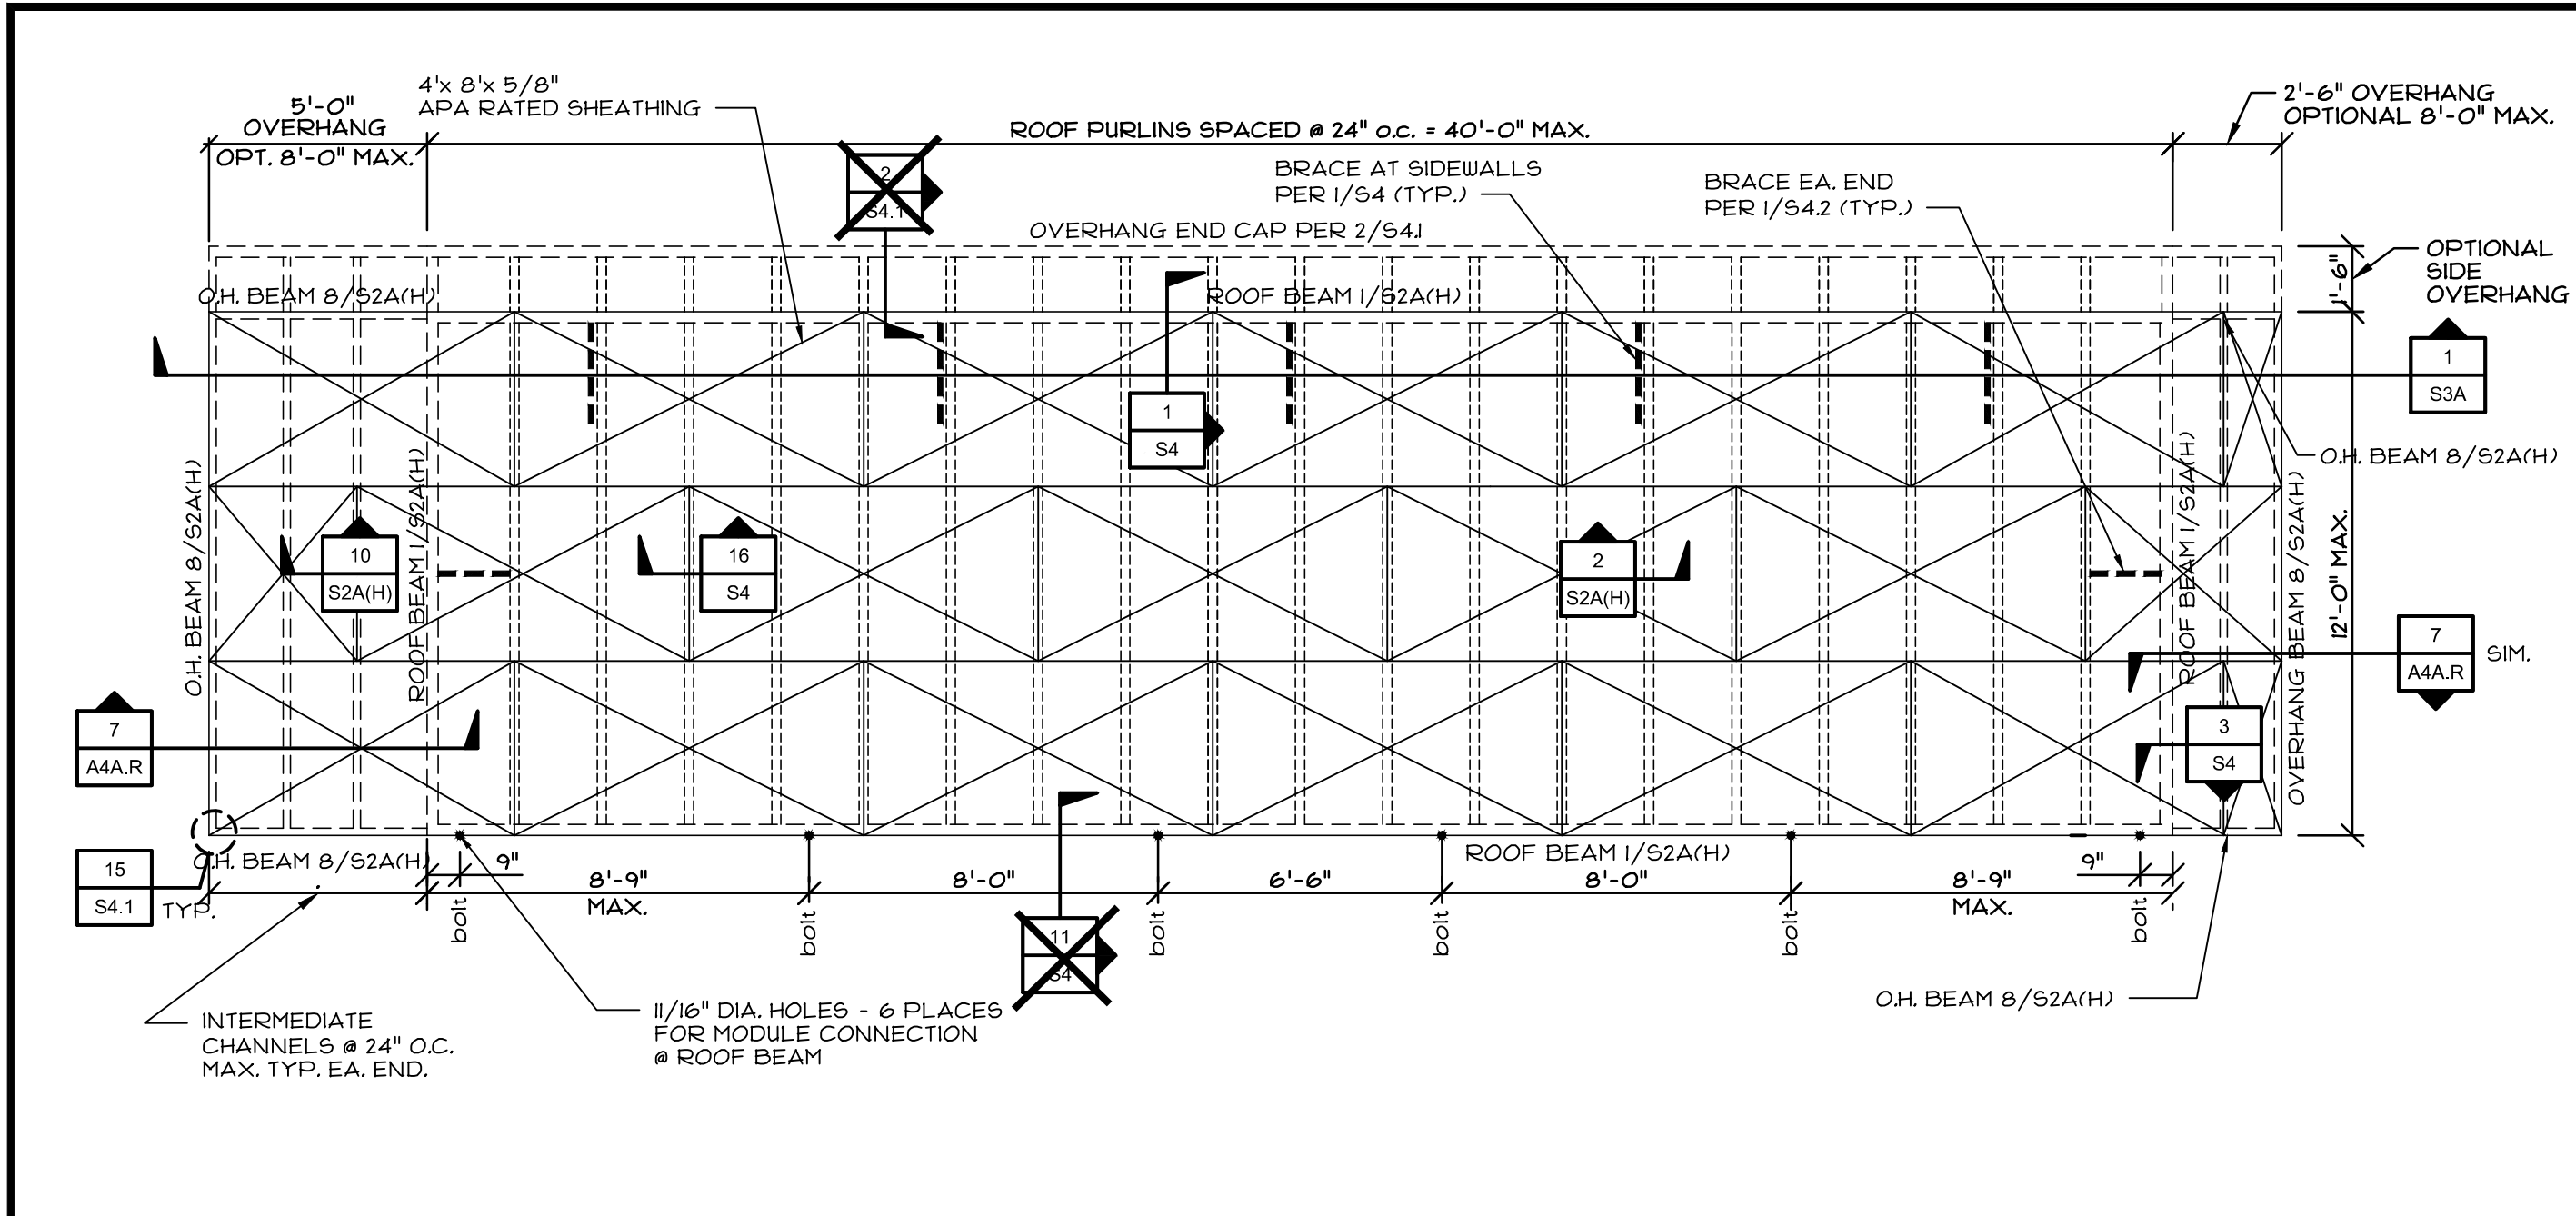 4'x 8'x 5/8"
APA RATED SHEATHING
5'-0"
OVERHANG
OPT. 8'-0" MAX.
ROOF PURLINS SPACED @ 24" o.c. = 40'-0" MAX.
2'-6" OVERHANG
OPTIONAL 8'-0" MAX.
2
S4.1
BRACE AT SIDEWALLS
PER 1/S4 (TYP.)
BRACE EA. END
PER 1/S4.2 (TYP.)
OVERHANG END CAP PER 2/S4.1
1'-6"
OPTIONAL
SIDE
OVERHANG
O.H. BEAM 8/S2A(H)
ROOF BEAM 1/S2A(H)
1
S3A
1
S4
O.H. BEAM 8/S2A(H)
O.H. BEAM 8/S2A(H)
ROOF BEAM 1/S2A(H)
10
S2A(H)
16
S4
2
S2A(H)
ROOF BEAM 1/S2A(H)
OVERHANG BEAM 8/S2A(H)
12'-0" MAX.
7
A4A.R
SIM.
7
A4A.R
3
S4
O.H. BEAM 8/S2A(H)
ROOF BEAM 1/S2A(H)
15
S4.1
TYP.
9"
8'-9"
MAX.
8'-0"
6'-6"
8'-0"
8'-9"
MAX.
9"
bolt
bolt
bolt
bolt
bolt
bolt
11
S4
INTERMEDIATE
CHANNELS @ 24" O.C.
MAX. TYP. EA. END.
11/16" DIA. HOLES - 6 PLACES
FOR MODULE CONNECTION
@ ROOF BEAM
O.H. BEAM 8/S2A(H)